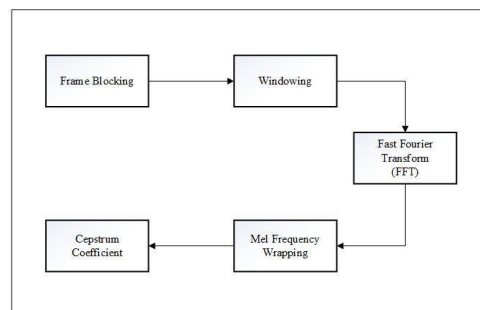 Frame Blocking
Windowing
Fast Fourier
Transform
(FFT)
Mel Frequency
Wrapping
Cepstrum
Coefficient